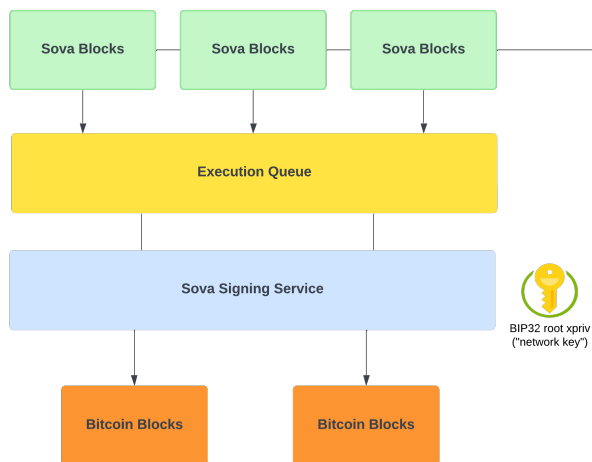 Sova Blocks
Sova Blocks
Sova Blocks
Execution Queue
Sova Signing Service
BIP32 root xpriv
("network key")
Bitcoin Blocks
Bitcoin Blocks